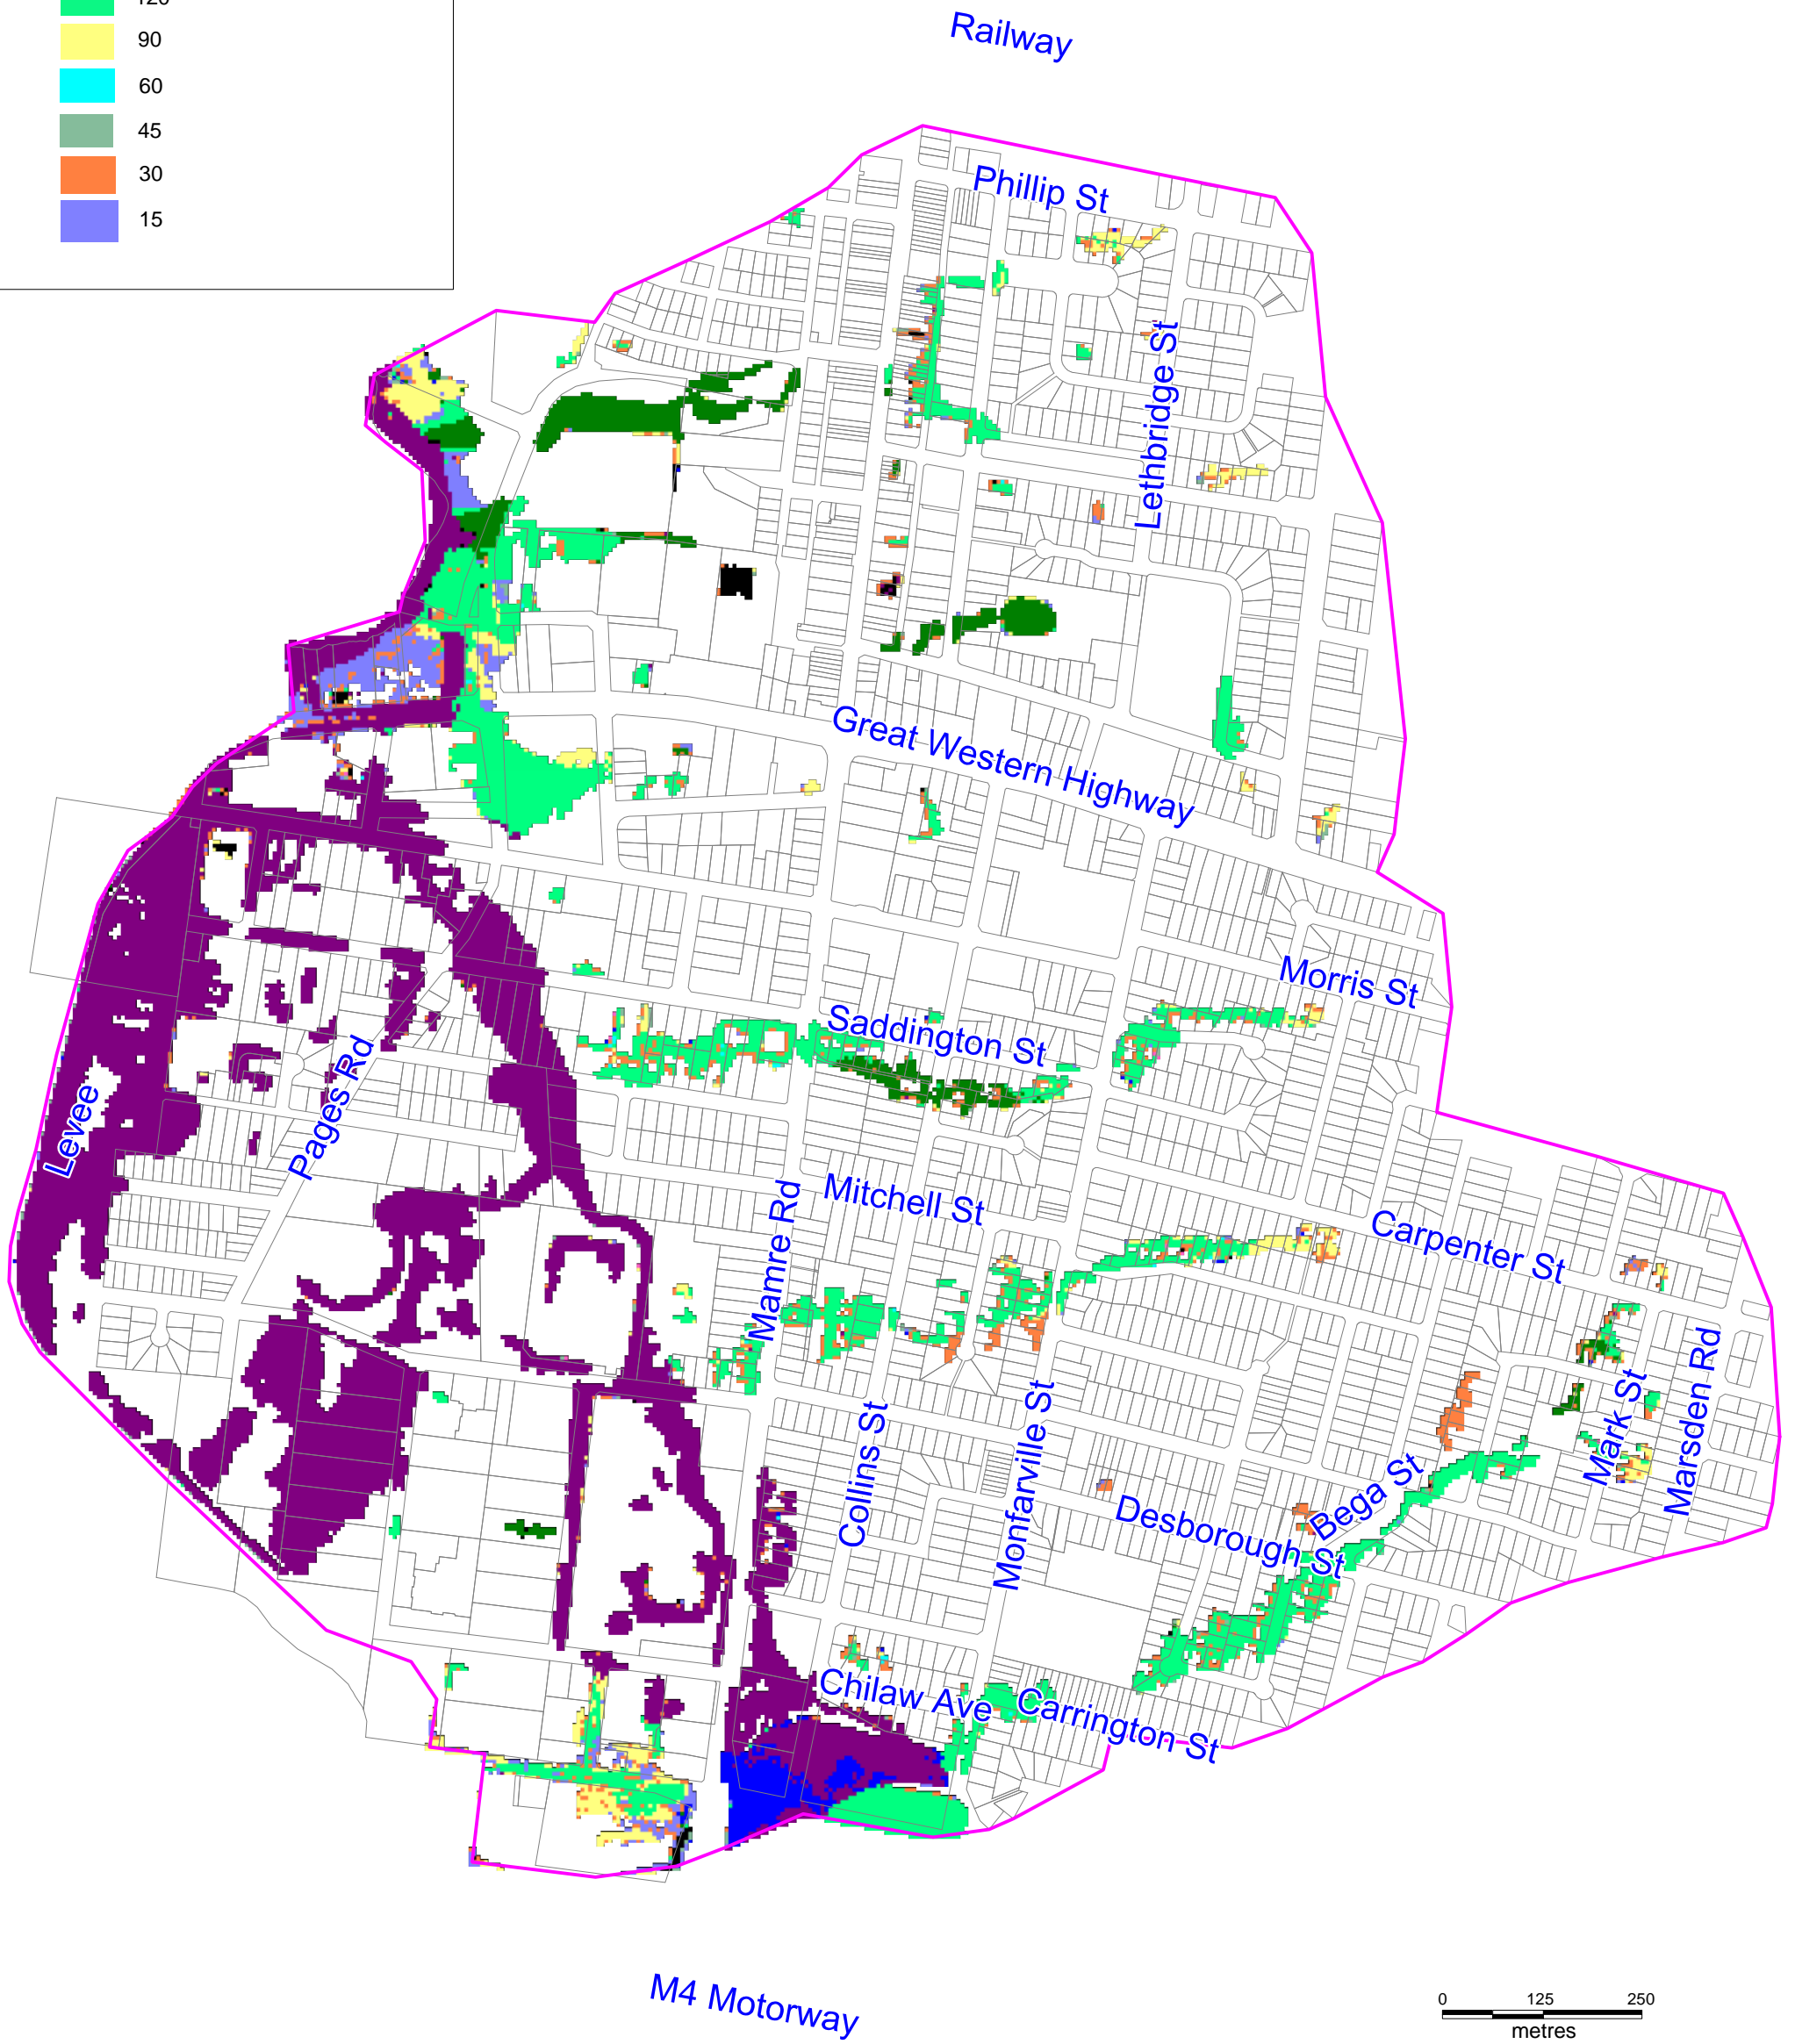 120
90
60
45
30
15
Railway
Phillip St
Lethbridge St
Great Western Highway
Morris St
Saddington St
Levee
Pages Rd
Mitchell St
Mamre Rd
Carpenter St
Collins St
Monfarville St
Mark St
Marsden Rd
Bega St
Desborough St
Chilaw Ave
Carrington St
M4 Motorway
0 125 250
metres